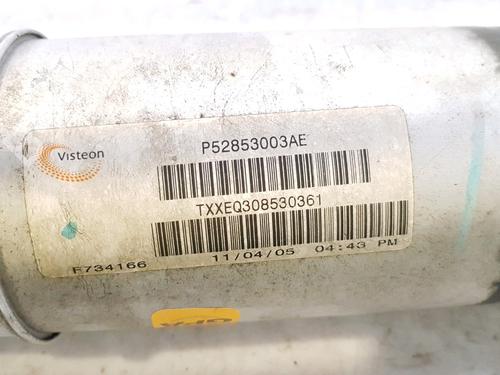 Visteon
P52853003AE
TXXEQ308530361
F734166
11/04/05 04:43 PM